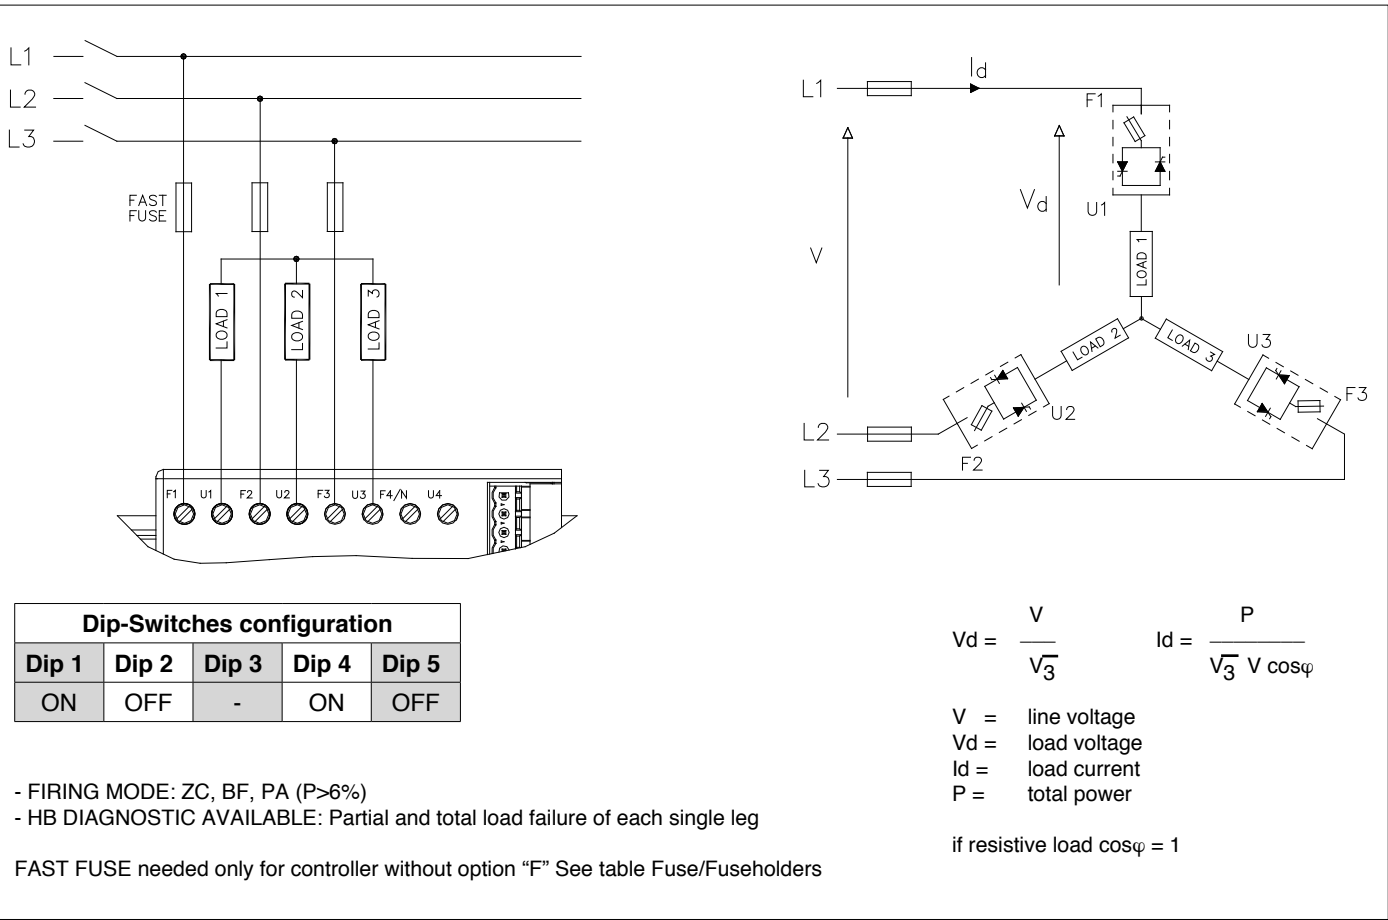 L1
L2
L3
FAST
FUSE
LOAD 1
LOAD 2
LOAD 3
F1 U1 F2 U2 F3 U3 F4/N U4
L1
Id
F1
U1
Vd
V
LOAD 1
LOAD 2
LOAD 3
U3
F3
U2
F2
L2
L3
Dip-Switches configuration
Dip 1 Dip 2 Dip 3 Dip 4 Dip 5
ON OFF - ON OFF
Vd = V / √3
Id = P / √3 V cosφ
V = line voltage
Vd = load voltage
Id = load current
P = total power
if resistive load cosφ = 1
- FIRING MODE: ZC, BF, PA (P>6%)
- HB DIAGNOSTIC AVAILABLE: Partial and total load failure of each single leg
FAST FUSE needed only for controller without option “F” See table Fuse/Fuseholders